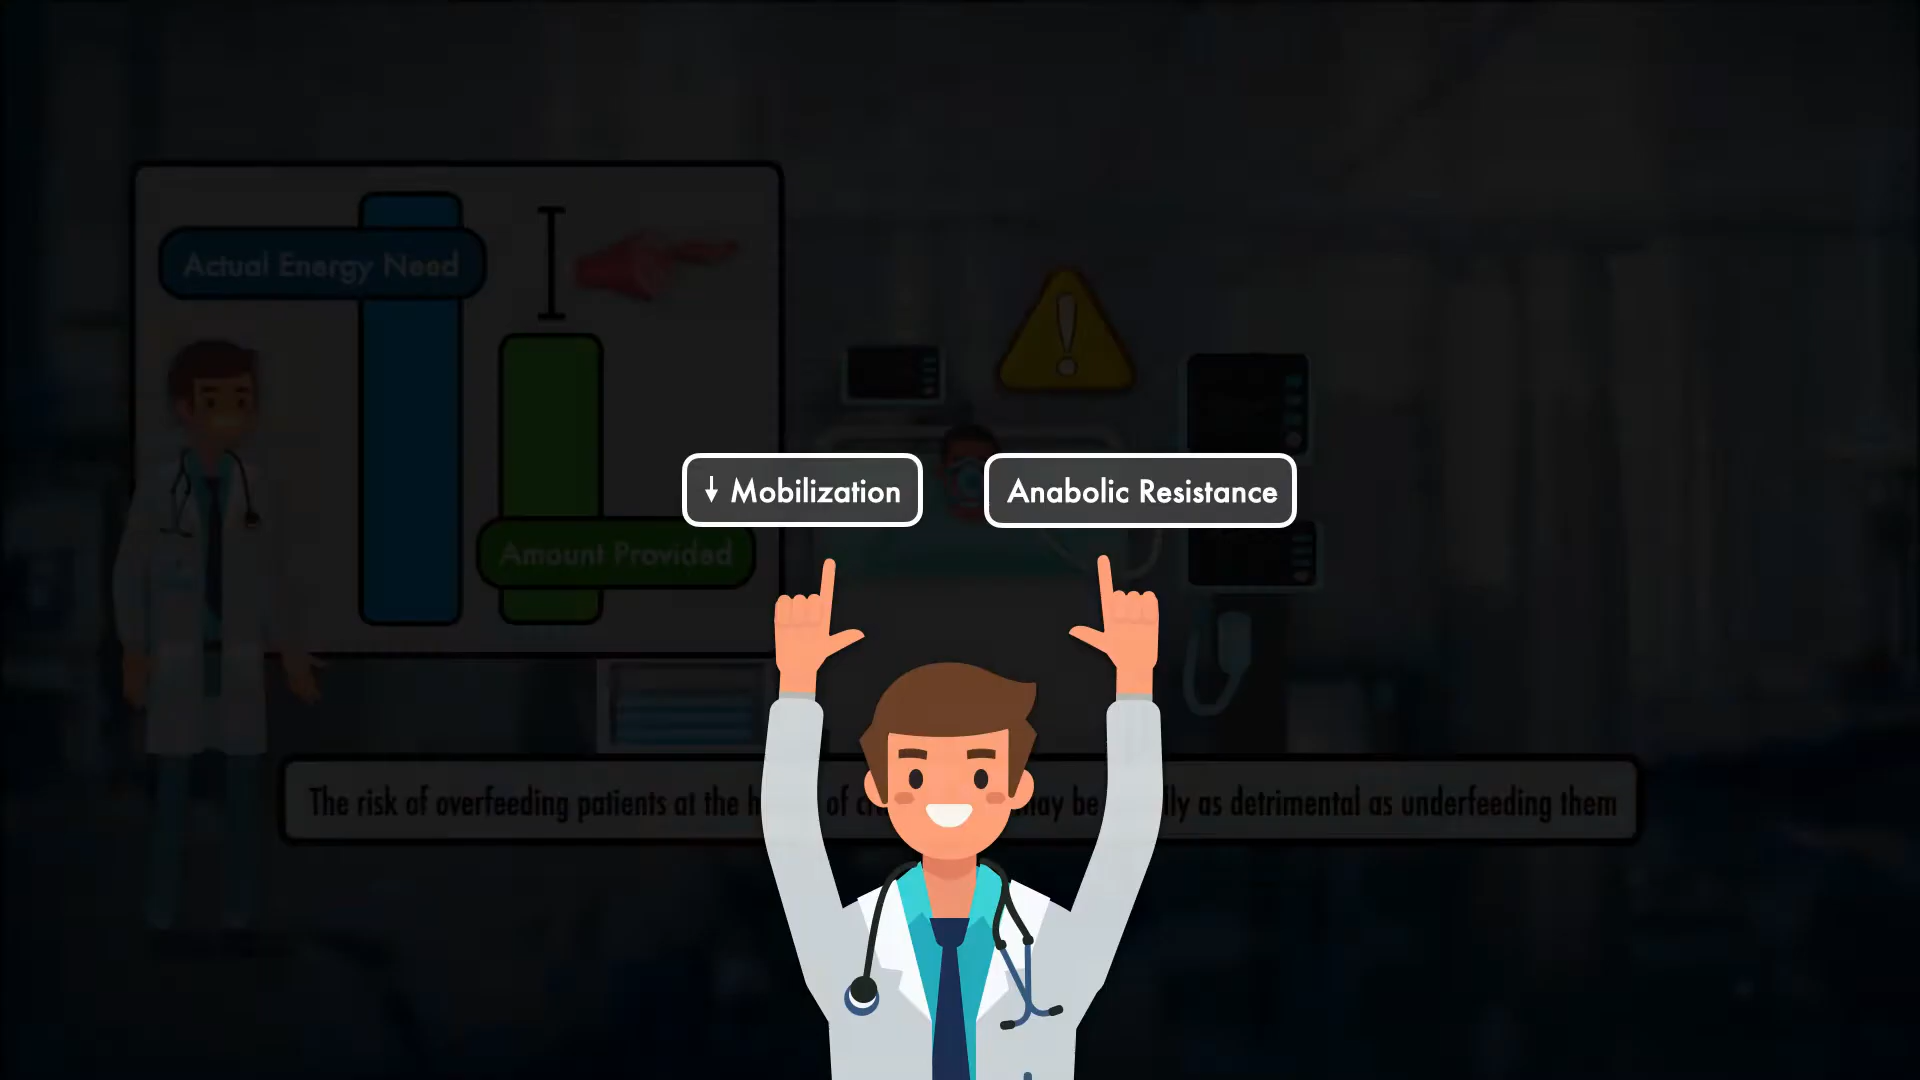 Actual Energy Need
↓ Mobilization
Anabolic Resistance
Amount Provided
The risk of overfeeding patients at the of may be as detrimental as underfeeding them